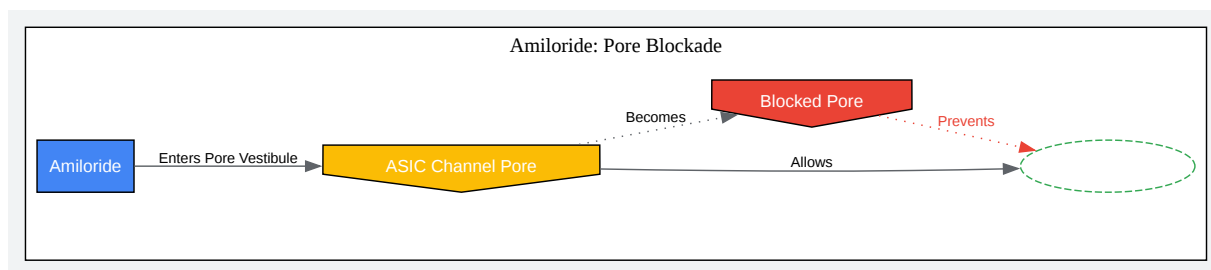 Amiloride: Pore Blockade
Blocked Pore
Becomes
Prevents
Amiloride
Enters Pore Vestibule
ASIC Channel Pore
Allows